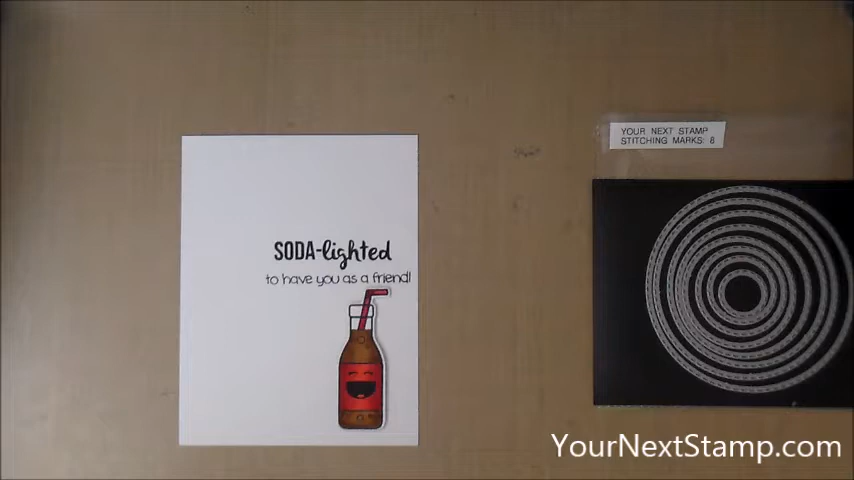 YOUR NEXT STAMP
STITCHING MARKS: 8
SODA-lighted
to have you as a friend!
YourNextStamp.com